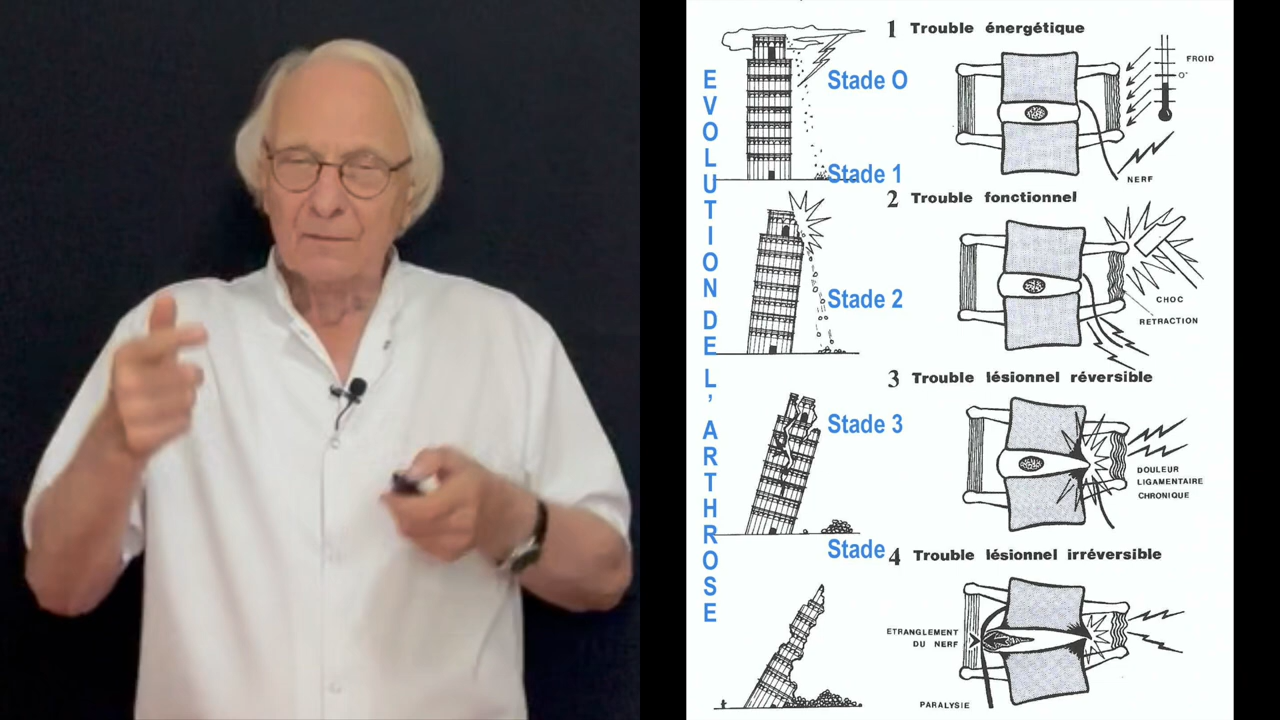 EVOLUTION DE L'ARTHROSE
1 Trouble énergétique
Stade O
FROID
O°
Stade 1
NERF
2 Trouble fonctionnel
Stade 2
CHOC
RETRACTION
3 Trouble lésionnel réversible
Stade 3
DOULEUR
LIGAMENTAIRE
CHRONIQUE
Stade 4 Trouble lésionnel irréversible
ETRANGLEMENT
DU NERF
PARALYSIE